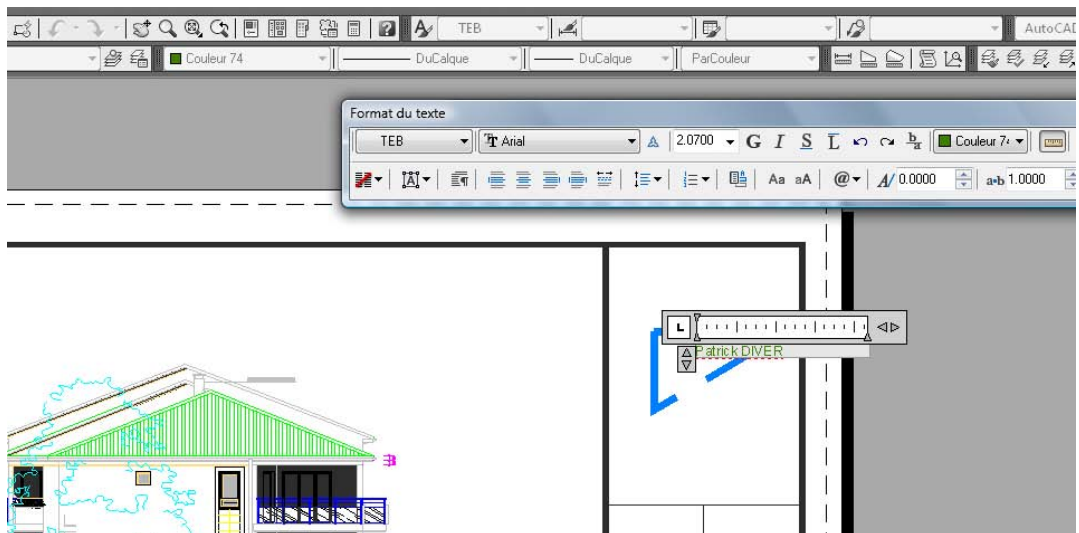 TEB
AutoCAD
Couleur 74
DuCalque
DuCalque
ParCouleur
Format du texte
TEB
Arial
2.0700
G I S L
Couleur 74
Aa aA
@
0.0000
a•b 1.0000
Patrick DIVER